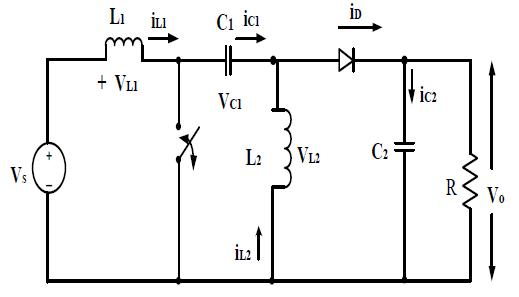 L1 iL1 C1 iC1 iD
+ VL1 VC1 iC2
Vs + − L2 VL2 C2 R Vo
iL2